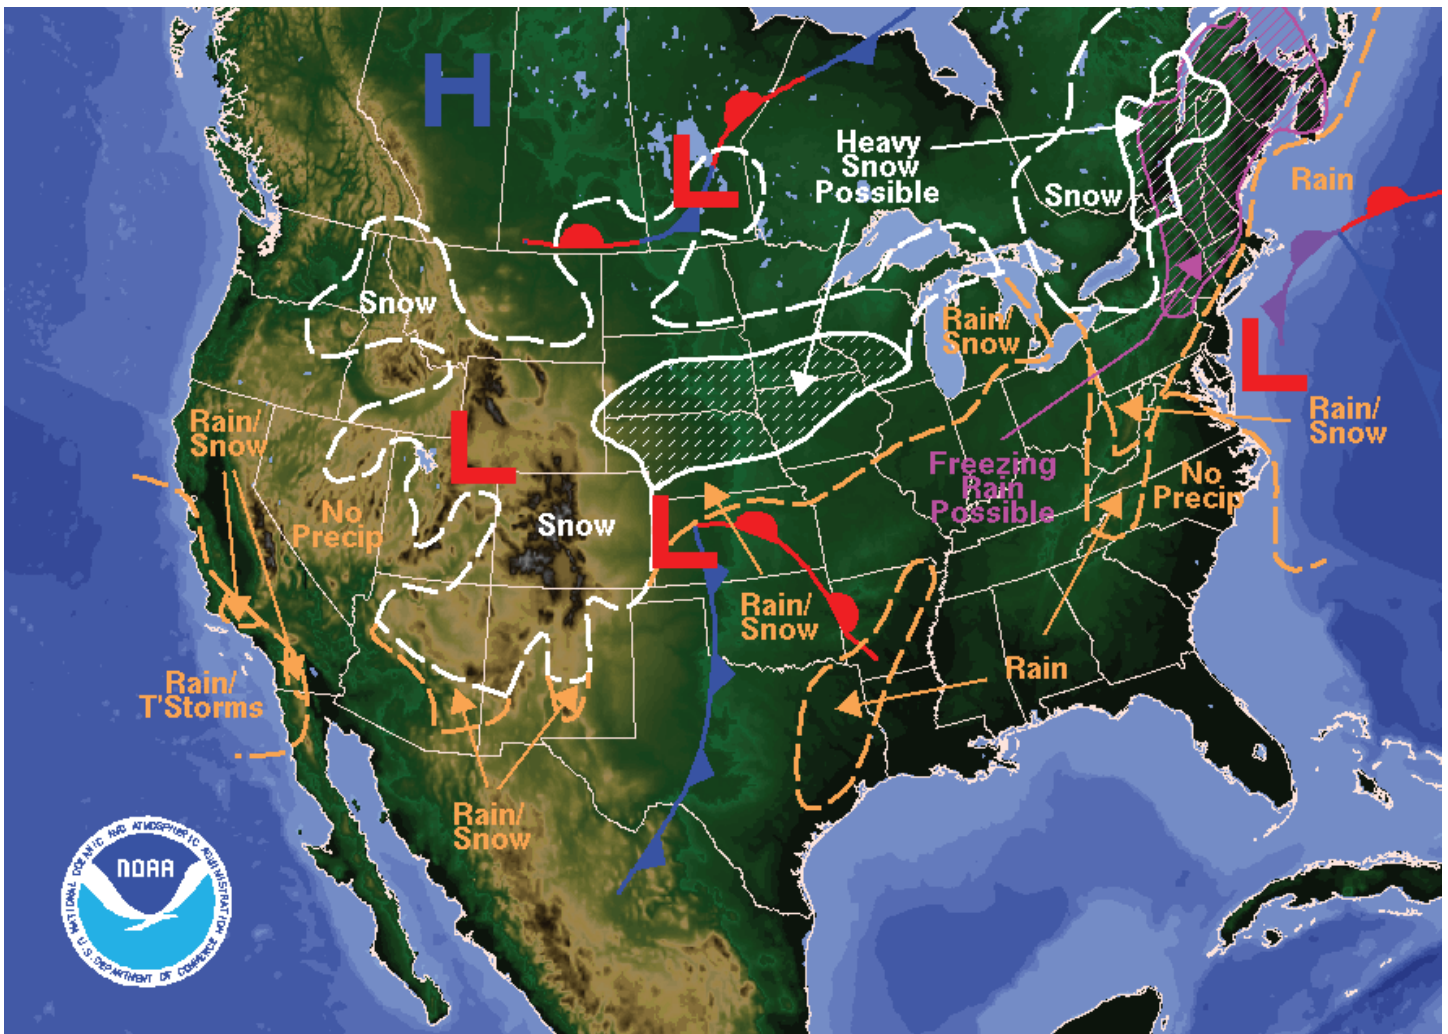 H
L
Heavy
Snow
Possible
Snow
Rain
Snow
Rain/
Snow
L
Rain/
Snow
L
Rain/
Snow
Freezing
Rain
Possible
No
Precip
No
Precip
Snow
L
Rain/
Snow
Rain
Rain/
T'Storms
Rain/
Snow
NOAA
NATIONAL OCEANIC AND ATMOSPHERIC ADMINISTRATION
U.S. DEPARTMENT OF COMMERCE